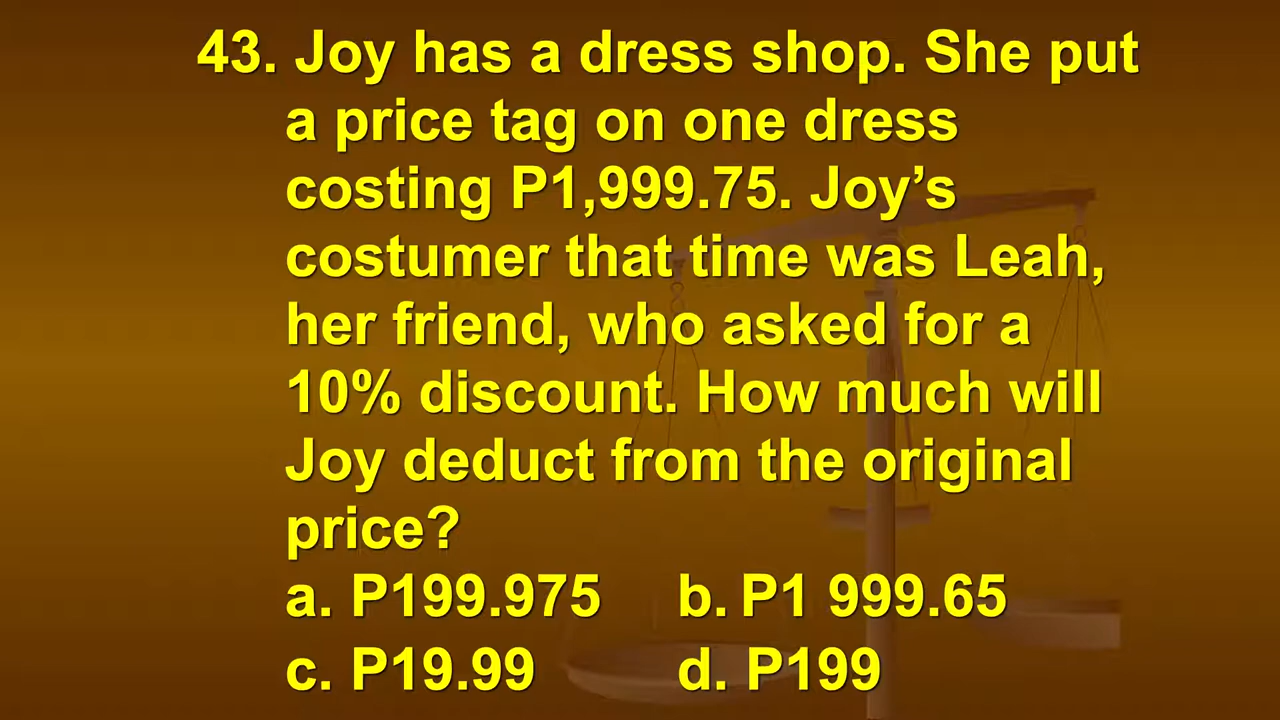 43. Joy has a dress shop. She put
a price tag on one dress
costing P1,999.75. Joy’s
costumer that time was Leah,
her friend, who asked for a
10% discount. How much will
Joy deduct from the original
price?
a. P199.975 b. P1 999.65
c. P19.99 d. P199